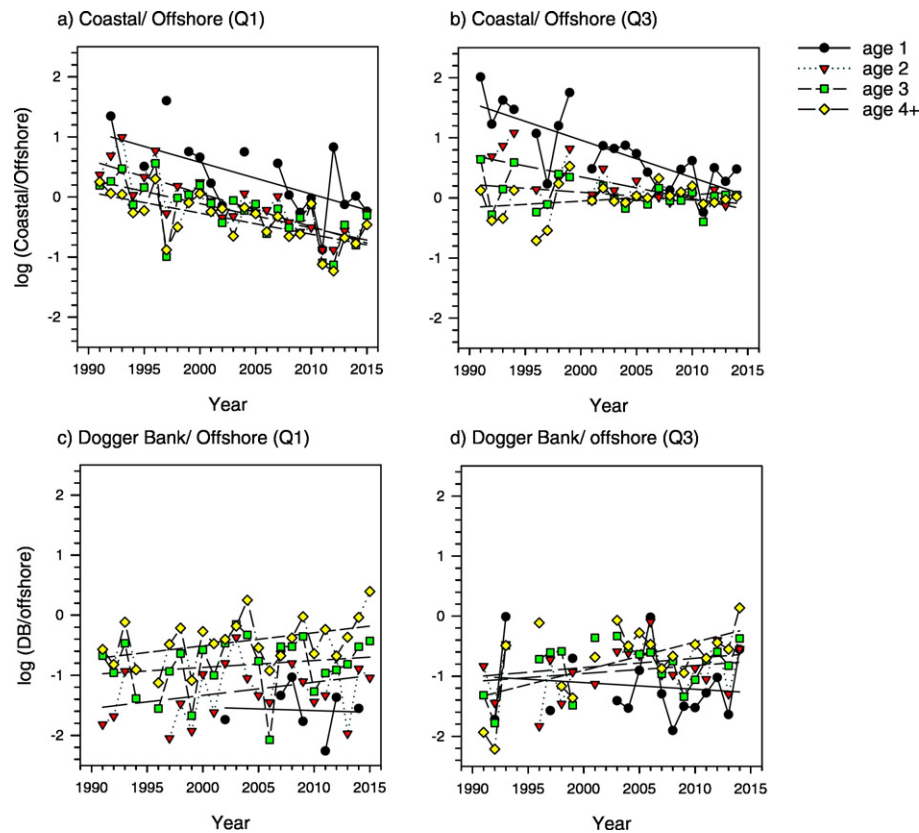 a) Coastal/ Offshore (Q1)
b) Coastal/ Offshore (Q3)
age 1
age 2
age 3
age 4+
log (Coastal/Offshore)
2
1
0
-1
-2
2
1
0
-1
-2
1990 1995 2000 2005 2010 2015
1990 1995 2000 2005 2010 2015
Year
Year
c) Dogger Bank/ Offshore (Q1)
d) Dogger Bank/ offshore (Q3)
log (DB/offshore)
2
1
0
-1
-2
2
1
0
-1
-2
1990 1995 2000 2005 2010 2015
1990 1995 2000 2005 2010 2015
Year
Year